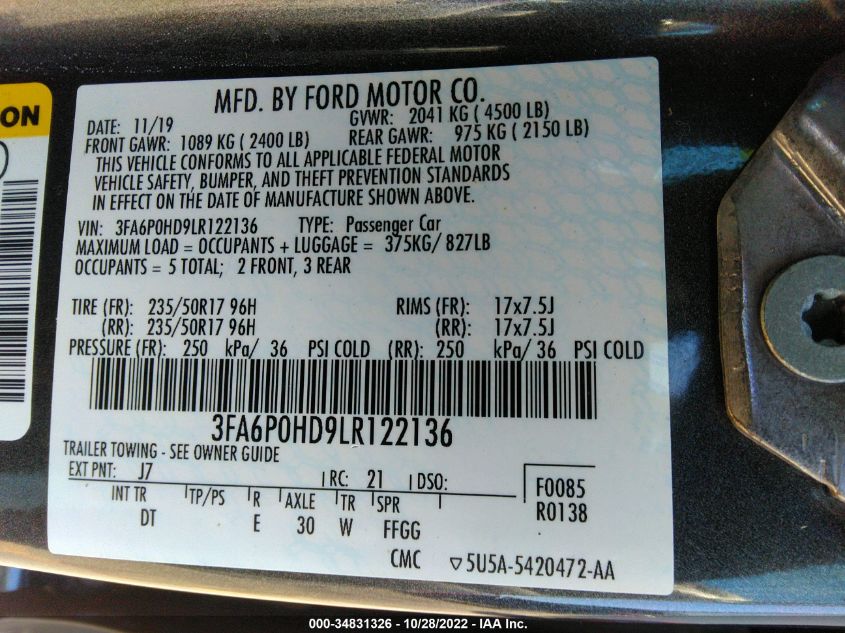 ON
MFD. BY FORD MOTOR CO.
DATE: 11/19 GVWR: 2041 KG ( 4500 LB)
FRONT GAWR: 1089 KG ( 2400 LB) REAR GAWR: 975 KG ( 2150 LB)
THIS VEHICLE CONFORMS TO ALL APPLICABLE FEDERAL MOTOR
VEHICLE SAFETY, BUMPER, AND THEFT PREVENTION STANDARDS
IN EFFECT ON THE DATE OF MANUFACTURE SHOWN ABOVE.
VIN: 3FA6P0HD9LR122136 TYPE: Passenger Car
MAXIMUM LOAD = OCCUPANTS + LUGGAGE = 375KG/ 827LB
OCCUPANTS = 5 TOTAL; 2 FRONT, 3 REAR
TIRE (FR): 235/50R17 96H RIMS (FR): 17x7.5J
(RR): 235/50R17 96H (RR): 17x7.5J
PRESSURE (FR): 250 kPa/ 36 PSI COLD (RR): 250 kPa/ 36 PSI COLD
3FA6P0HD9LR122136
TRAILER TOWING - SEE OWNER GUIDE
EXT PNT: J7 RC: 21 DSO:
INT TR TP/PS R AXLE TR SPR F0085
DT E 30 W FFGG R0138
CMC ▽5U5A-5420472-AA
000-34831326 | 10/28/2022 - IAA Inc.